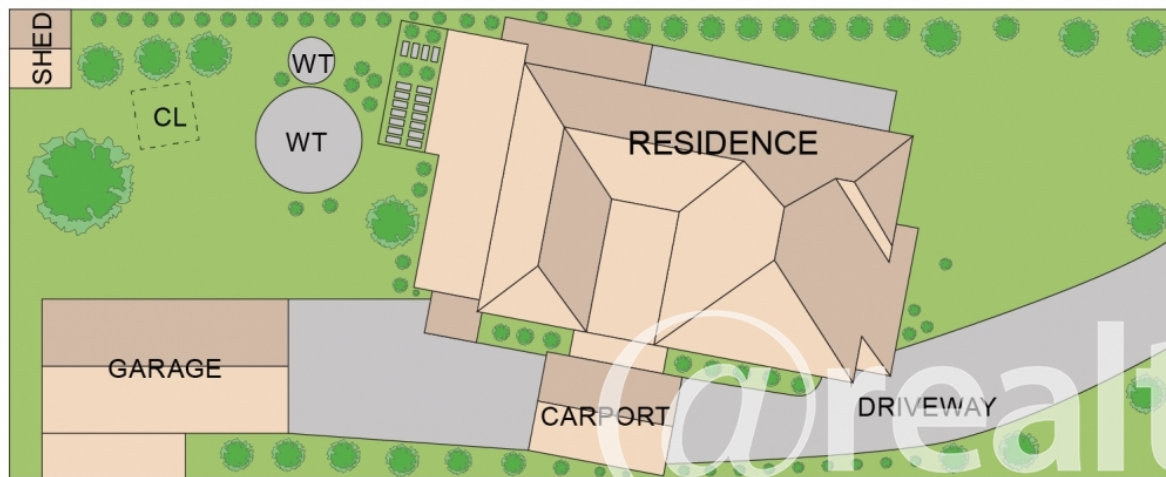 SHED
WT
CL
WT
RESIDENCE
GARAGE
CARPORT
DRIVEWAY
@realt